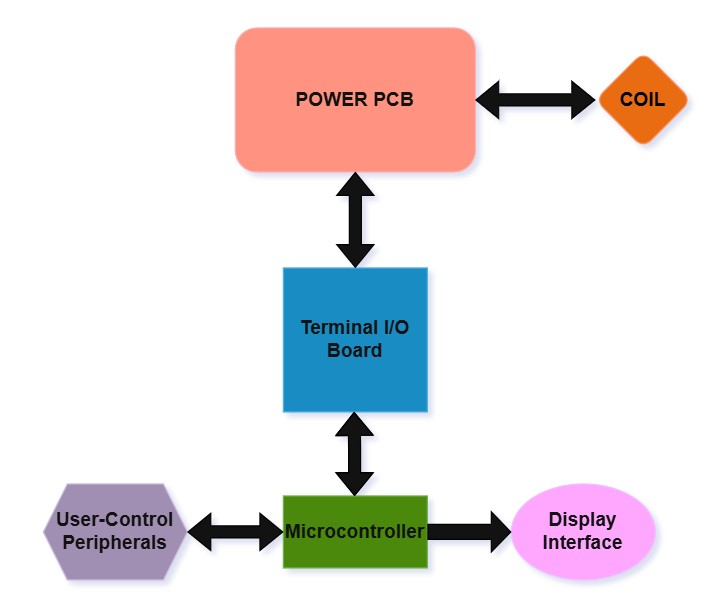 POWER PCB
COIL
Terminal I/O
Board
User-Control
Peripherals
Microcontroller
Display
Interface